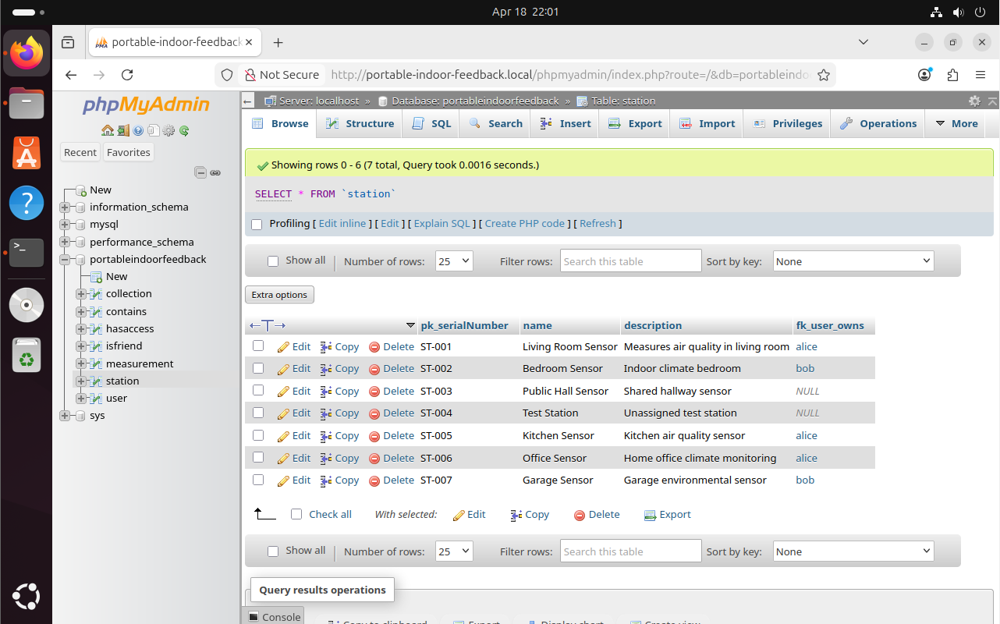 Apr 18 22:01
portable-indoor-feedback
Not Secure http://portable-indoor-feedback.local/phpmyadmin/index.php?route=/&db=portableindo
phpMyAdmin
Recent Favorites
New
information_schema
mysql
performance_schema
portableindoorfeedback
New
collection
contains
hasaccess
isfriend
measurement
station
user
sys
Server: localhost » Database: portableindoorfeedback » Table: station
Browse Structure SQL Search Insert Export Import Privileges Operations More
Showing rows 0 - 6 (7 total, Query took 0.0016 seconds.)
SELECT * FROM `station`
Profiling [ Edit inline ] [ Edit ] [ Explain SQL ] [ Create PHP code ] [ Refresh ]
Show all Number of rows: 25 Filter rows: Search this table Sort by key: None
Extra options
pk_serialNumber name description fk_user_owns
Edit Copy Delete ST-001 Living Room Sensor Measures air quality in living room alice
Edit Copy Delete ST-002 Bedroom Sensor Indoor climate bedroom bob
Edit Copy Delete ST-003 Public Hall Sensor Shared hallway sensor NULL
Edit Copy Delete ST-004 Test Station Unassigned test station NULL
Edit Copy Delete ST-005 Kitchen Sensor Kitchen air quality sensor alice
Edit Copy Delete ST-006 Office Sensor Home office climate monitoring alice
Edit Copy Delete ST-007 Garage Sensor Garage environmental sensor bob
Check all With selected: Edit Copy Delete Export
Show all Number of rows: 25 Filter rows: Search this table Sort by key: None
Query results operations
Console
Copy to clipboard Export Display chart Create view